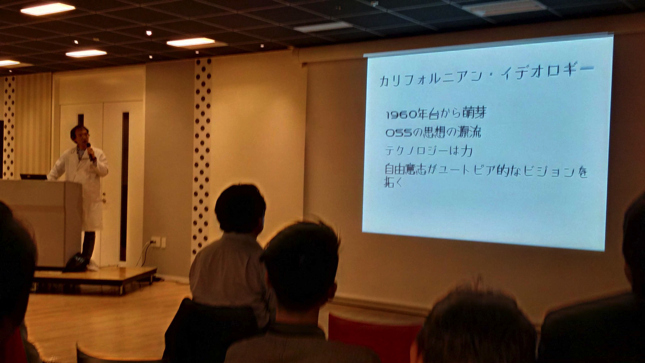 カリフォルニアン・イデオロギー
1960年台から萌芽
OSSの思想の源流
テクノロジーは力
自由意志がユートピア的なビジョンを
拓く